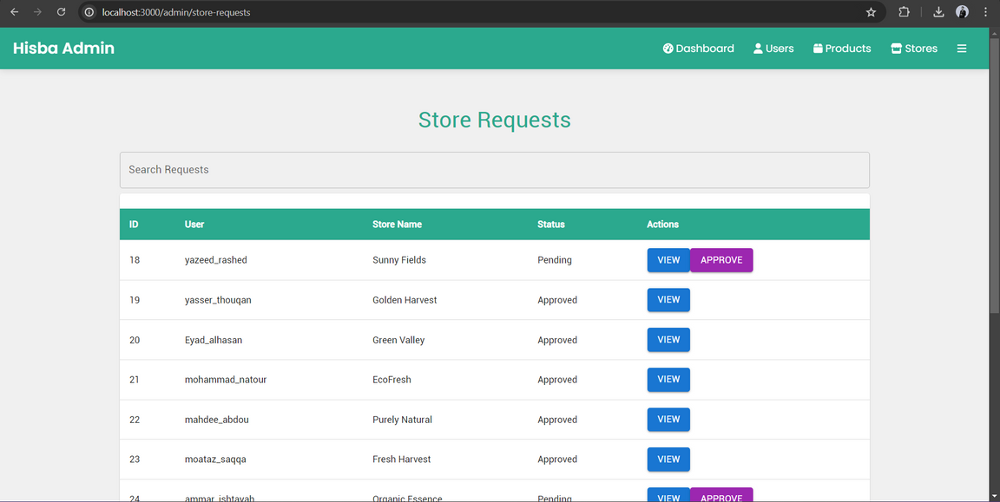 localhost:3000/admin/store-requests
Hisba Admin Dashboard Users Products Stores
Store Requests
Search Requests
ID User Store Name Status Actions
18 yazeed_rashed Sunny Fields Pending VIEW APPROVE
19 yasser_thouqan Golden Harvest Approved VIEW
20 Eyad_alhasan Green Valley Approved VIEW
21 mohammad_natour EcoFresh Approved VIEW
22 mahdee_abdou Purely Natural Approved VIEW
23 moataz_saqqa Fresh Harvest Approved VIEW
24 ammar_ishtayah Organic Essence Pending VIEW APPROVE